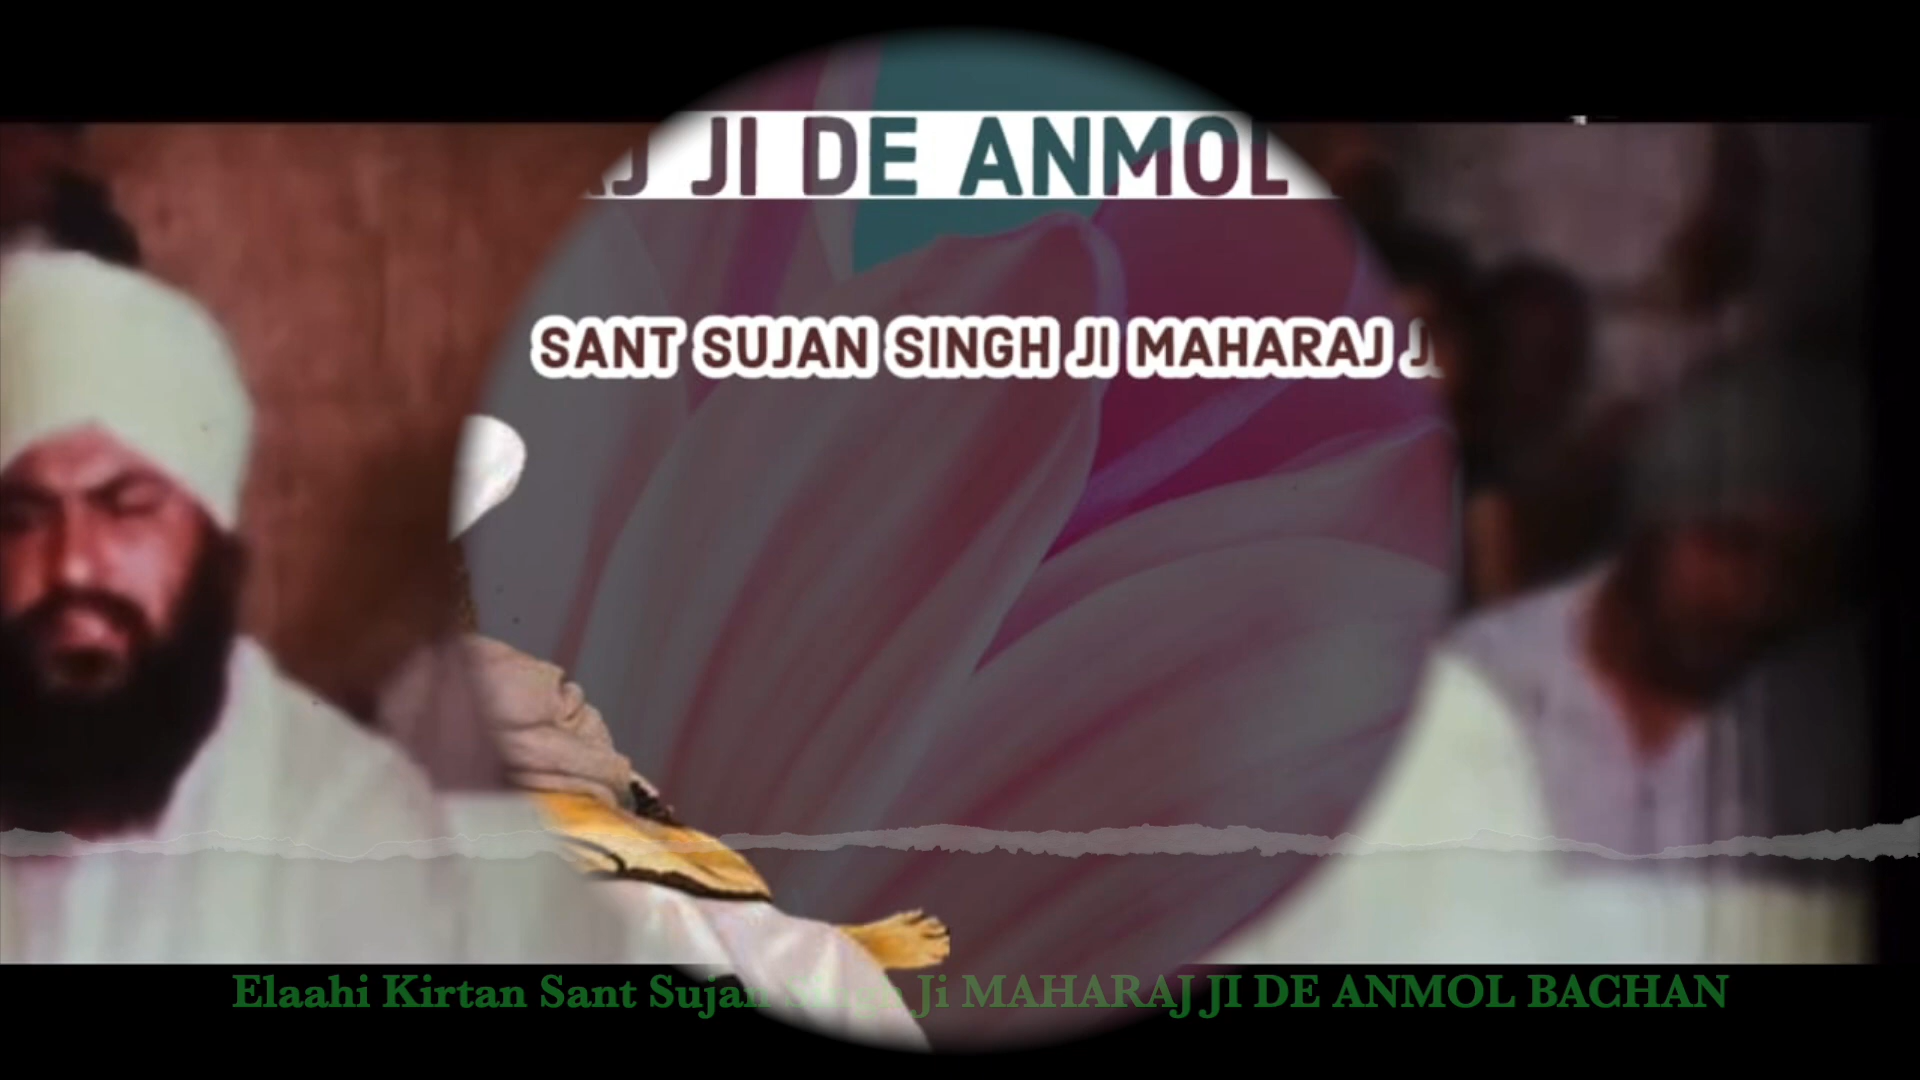 JI DE ANMOL
SANT SUJAN SINGH JI MAHARAJ
Elaahi Kirtan Sant Sujan Singh Ji MAHARAJ JI DE ANMOL BACHAN